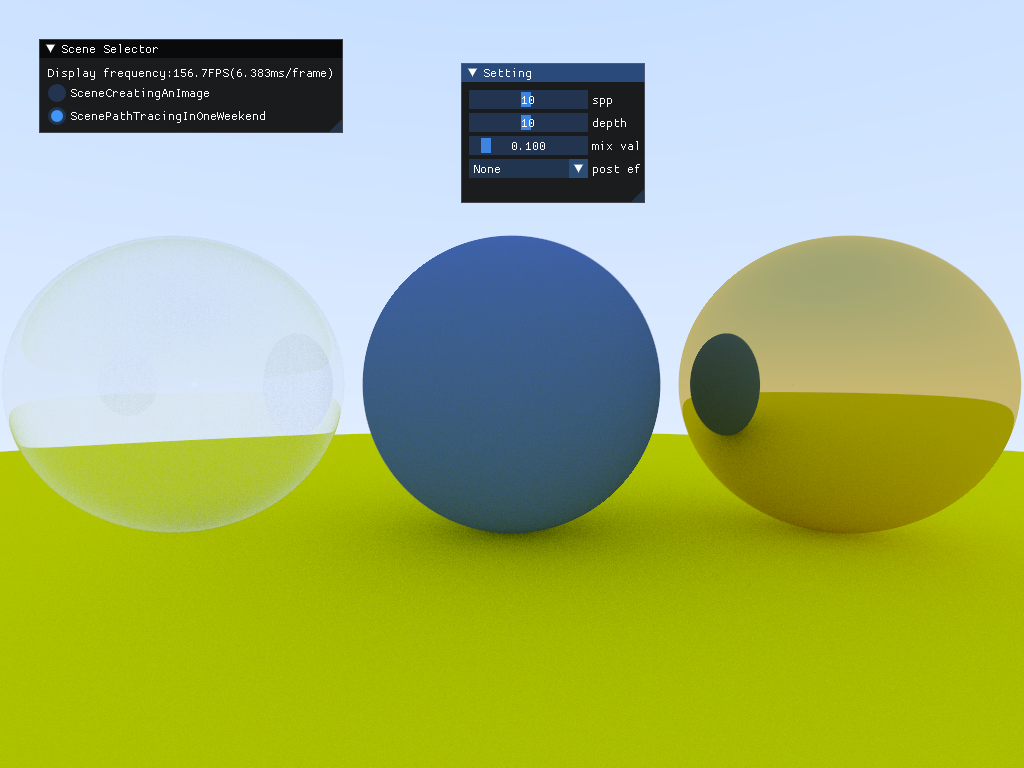 Scene Selector
Display frequency:156.7FPS(6.383ms/frame)
SceneCreatingAnImage
ScenePathTracingInOneWeekend
Setting
10 spp
10 depth
0.100 mix val
None post ef